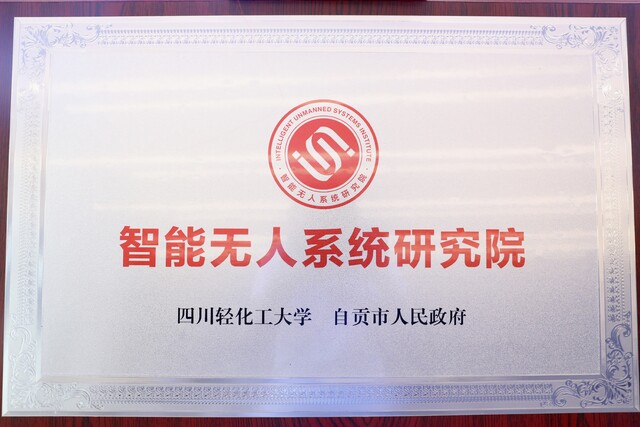 INTELLIGENT UNMANNED SYSTEMS INSTITUTE
智能无人系统研究院
智能无人系统研究院
四川轻化工大学 自贡市人民政府